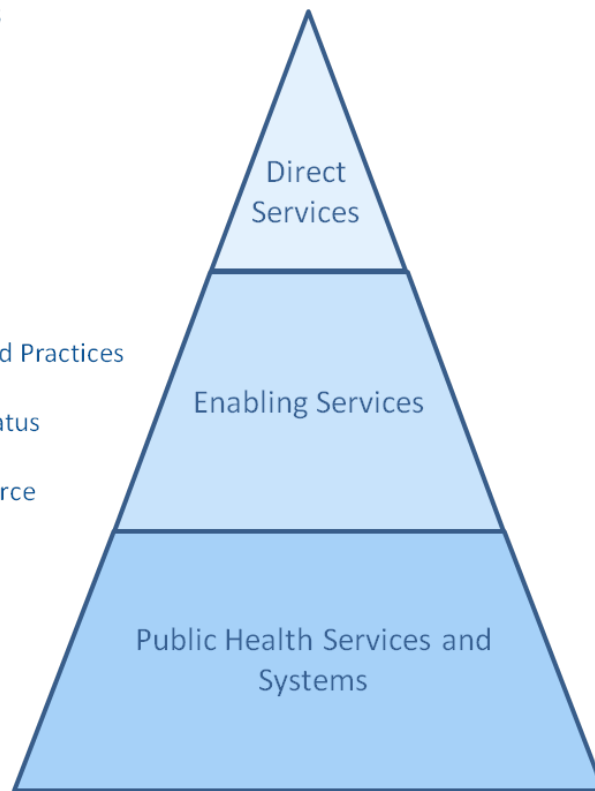 Direct
Services
d Practices
Enabling Services
atus
rce
Public Health Services and
Systems